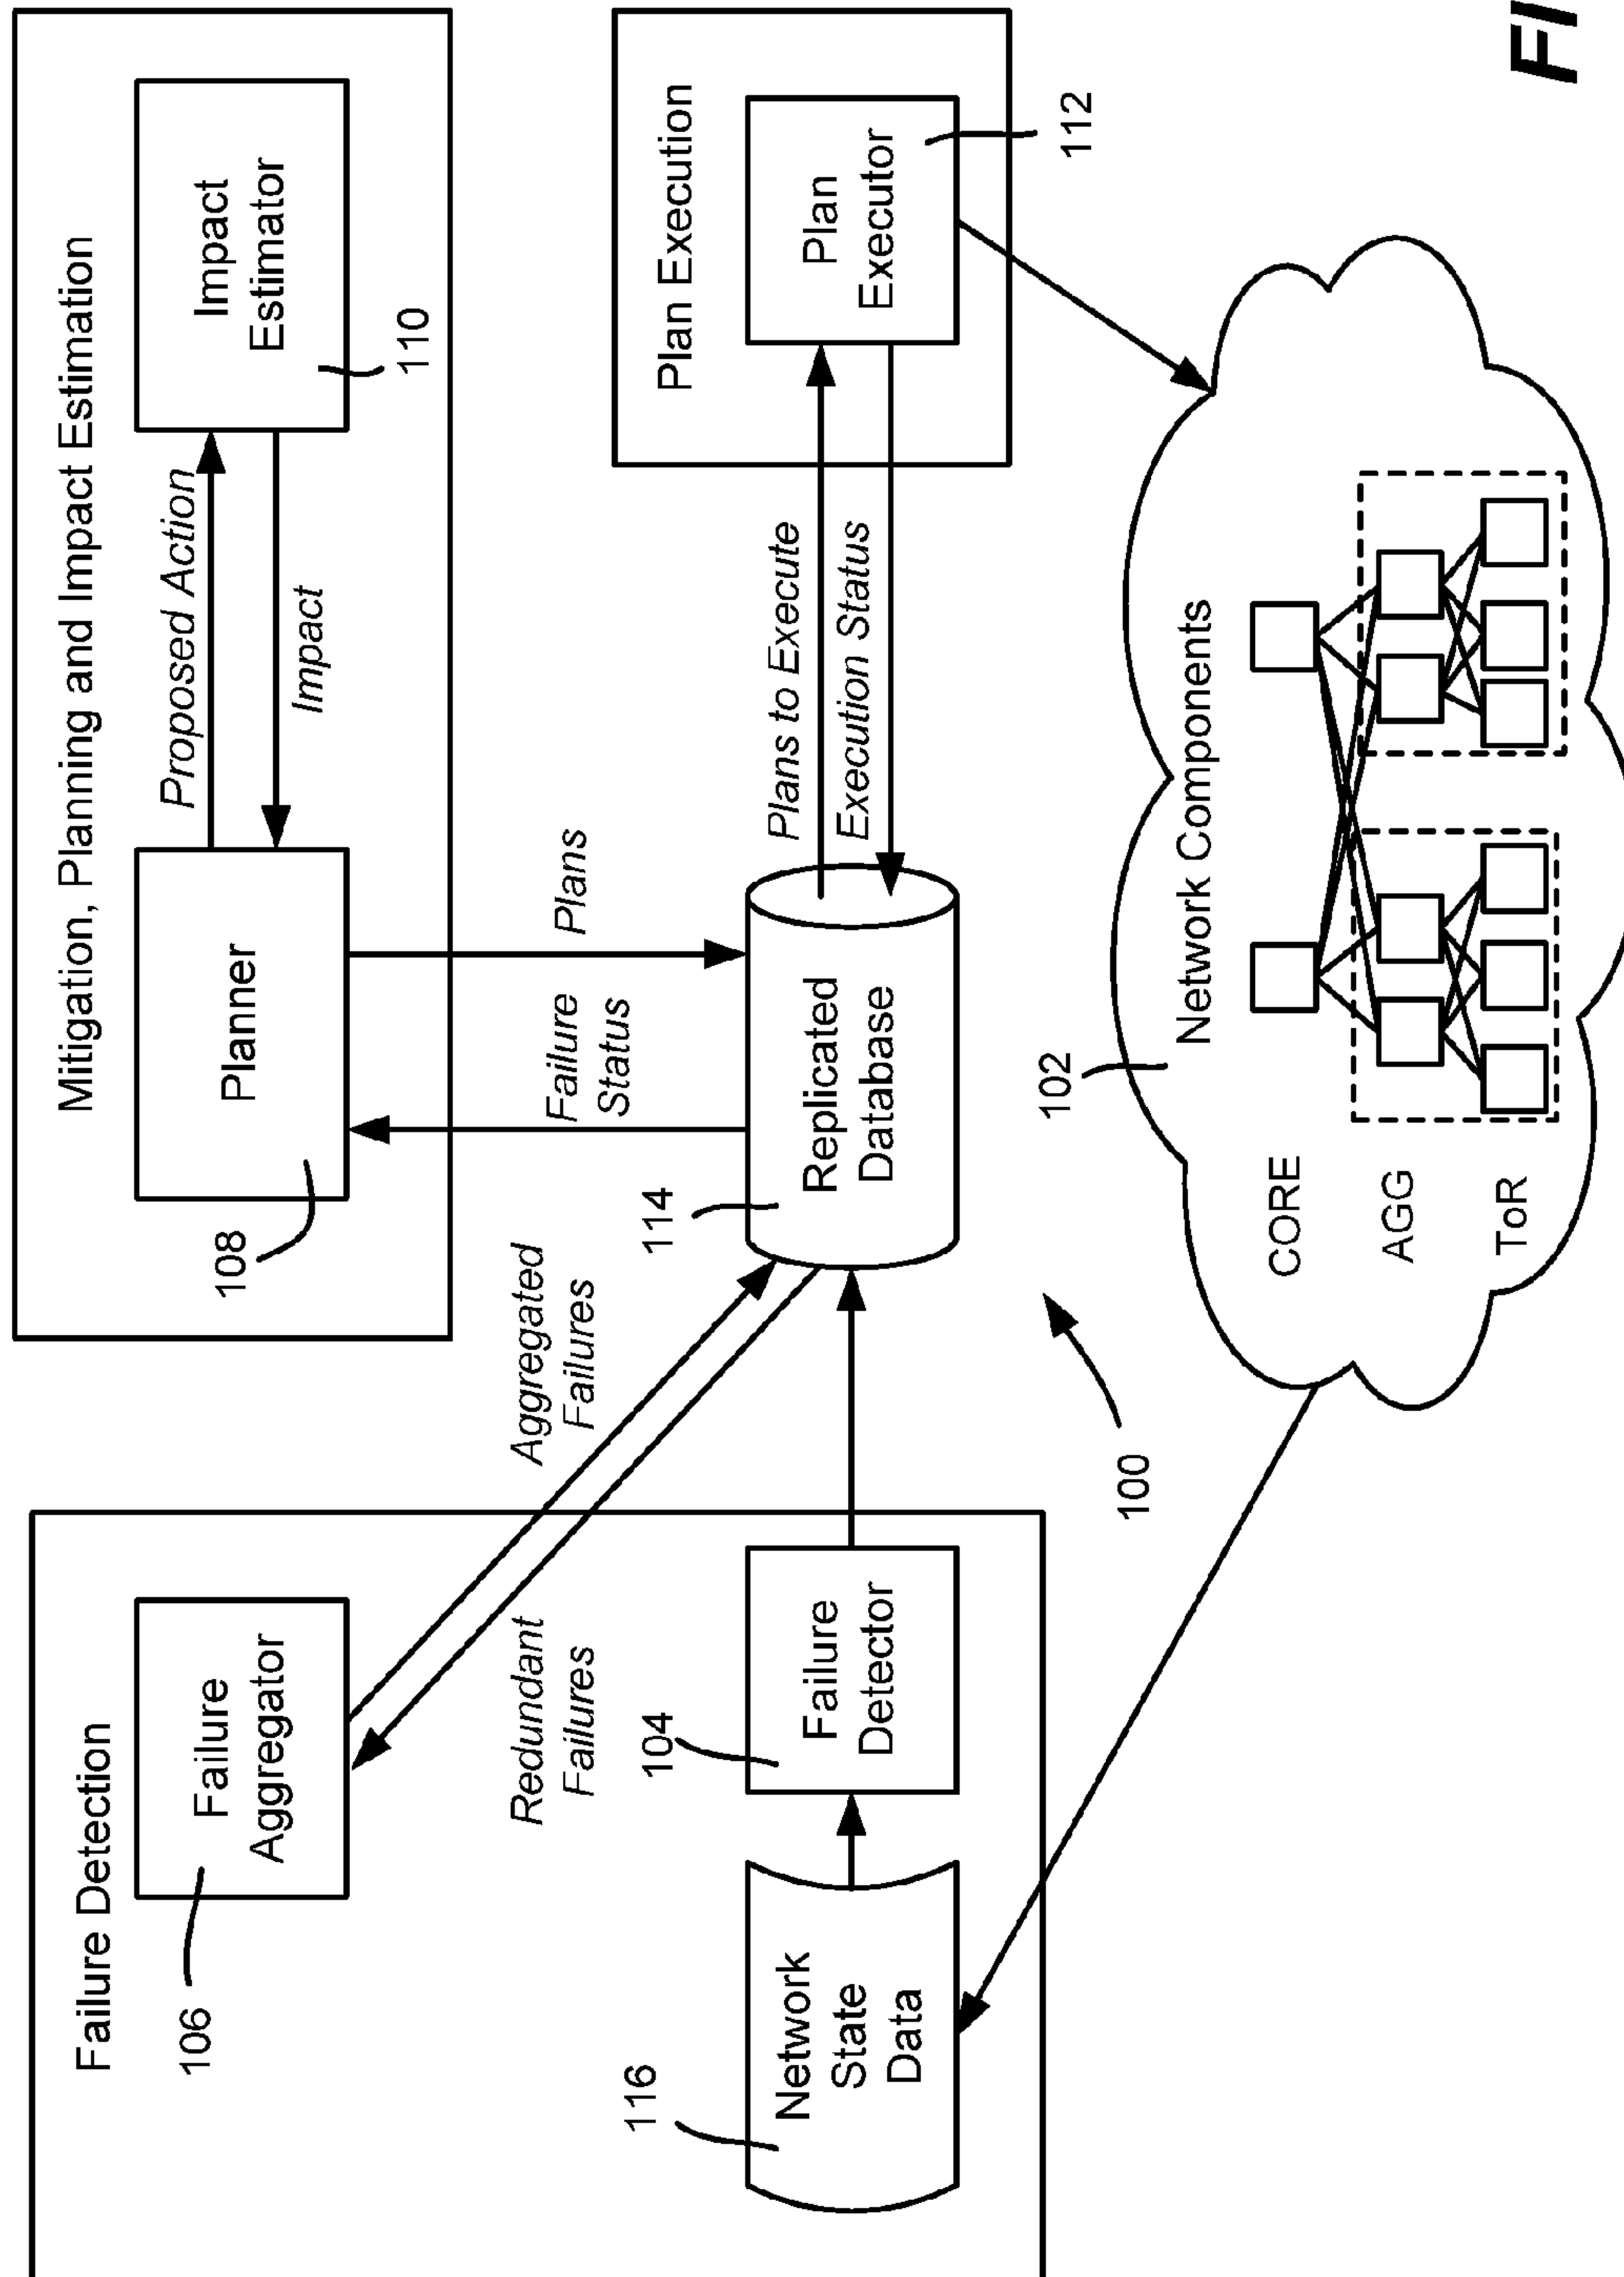 Failure Detection
106
Failure
Aggregator
116
Network
State
Data
104
Failure
Detector
Redundant
Failures
Aggregated
Failures
Mitigation, Planning and Impact Estimation
108
Planner
Proposed Action
Impact
Impact
Estimator
110
Failure
Status
Plans
114
Replicated
Database
Plans to Execute
Execution Status
Plan Execution
Plan
Executor
112
100
102
Network Components
CORE
AGG
ToR
FI